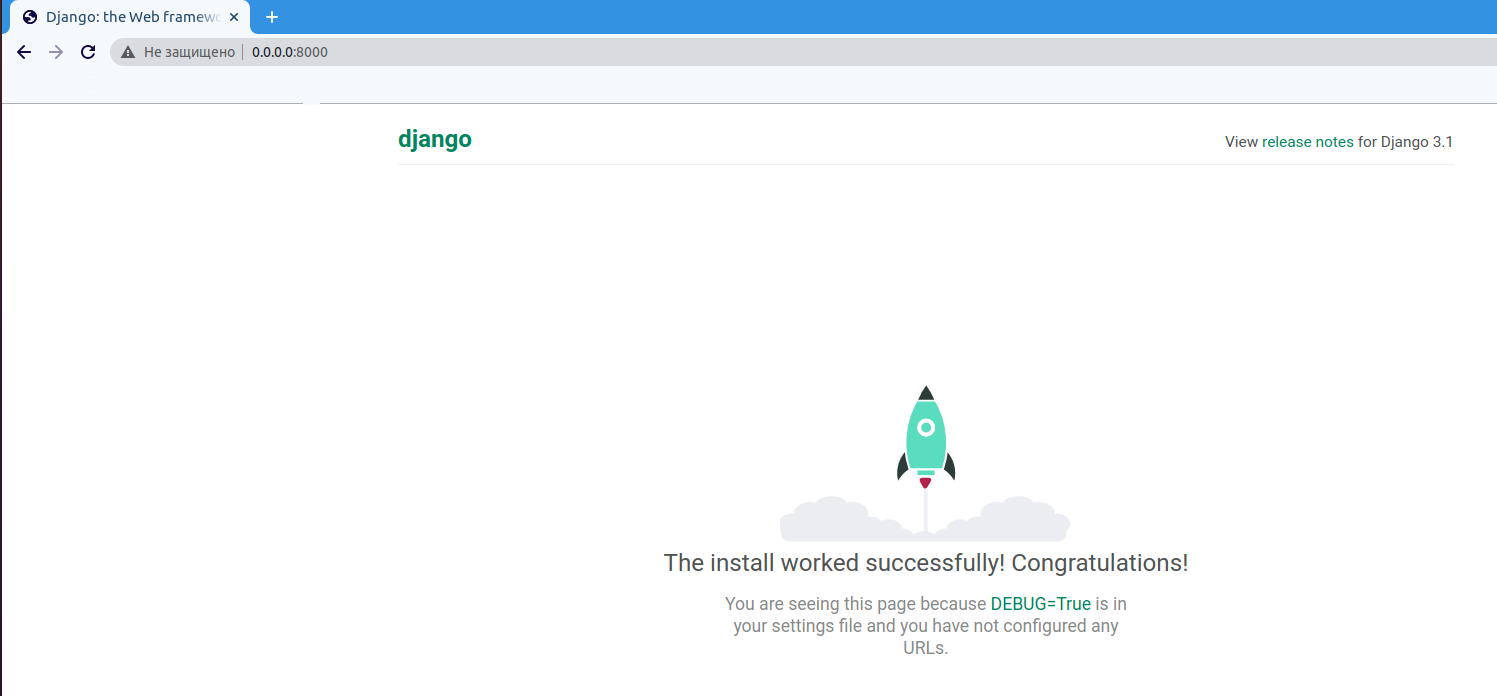 Django: the Web framewo
Не защищено
0.0.0.0:8000
django
View release notes for Django 3.1
The install worked successfully! Congratulations!
You are seeing this page because DEBUG=True is in
your settings file and you have not configured any
URLs.